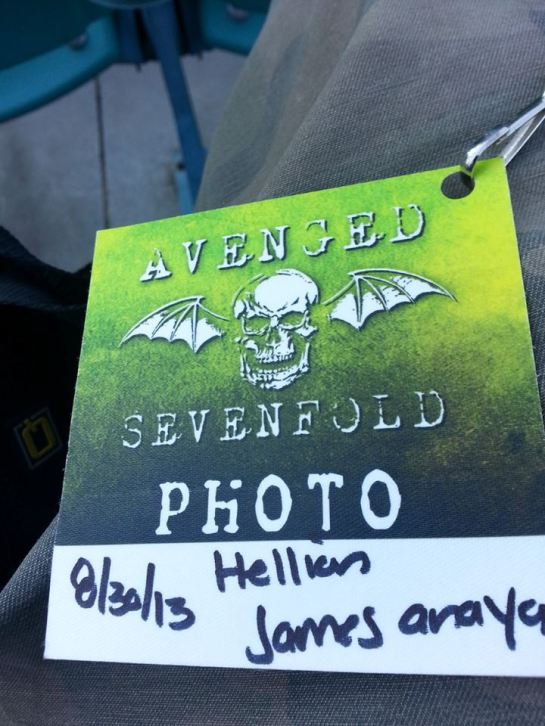 AVENGED
SEVENFOLD
PHOTO
8/30/13 Hellion
James anaya